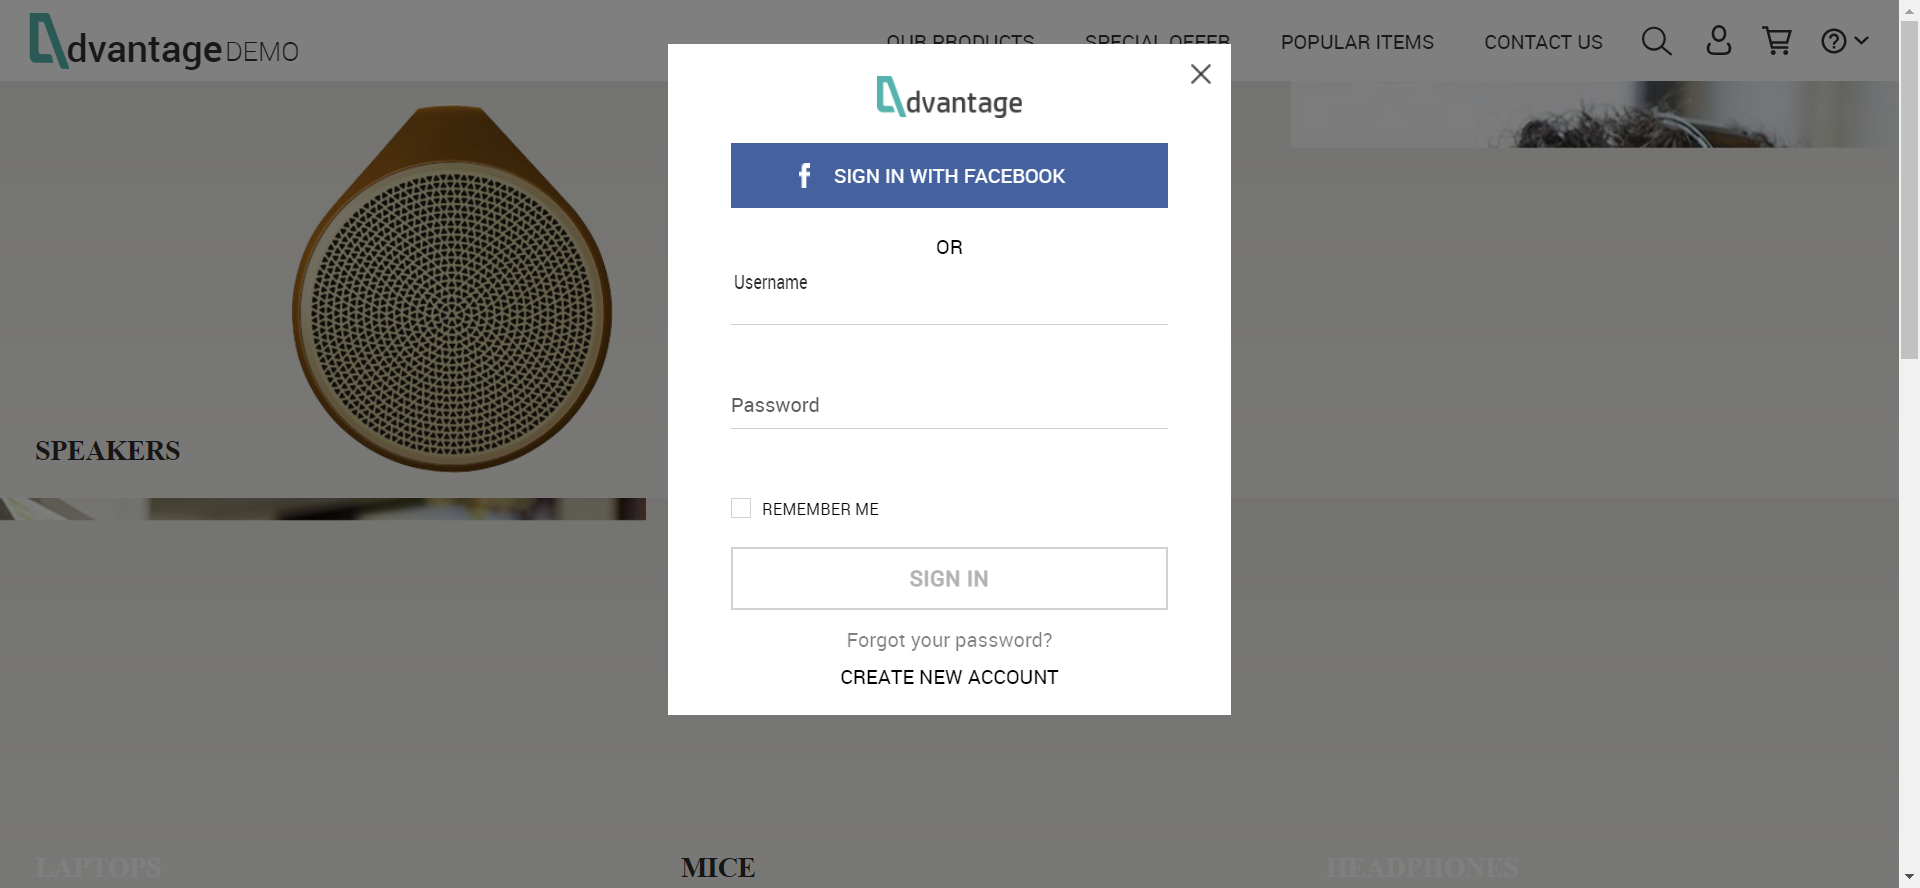 dvantage DEMO
OUR PRODUCTS SPECIAL OFFER POPULAR ITEMS CONTACT US
dvantage
SIGN IN WITH FACEBOOK
OR
Username
Password
SPEAKERS
REMEMBER ME
SIGN IN
Forgot your password?
CREATE NEW ACCOUNT
LAPTOPS MICE HEADPHONES